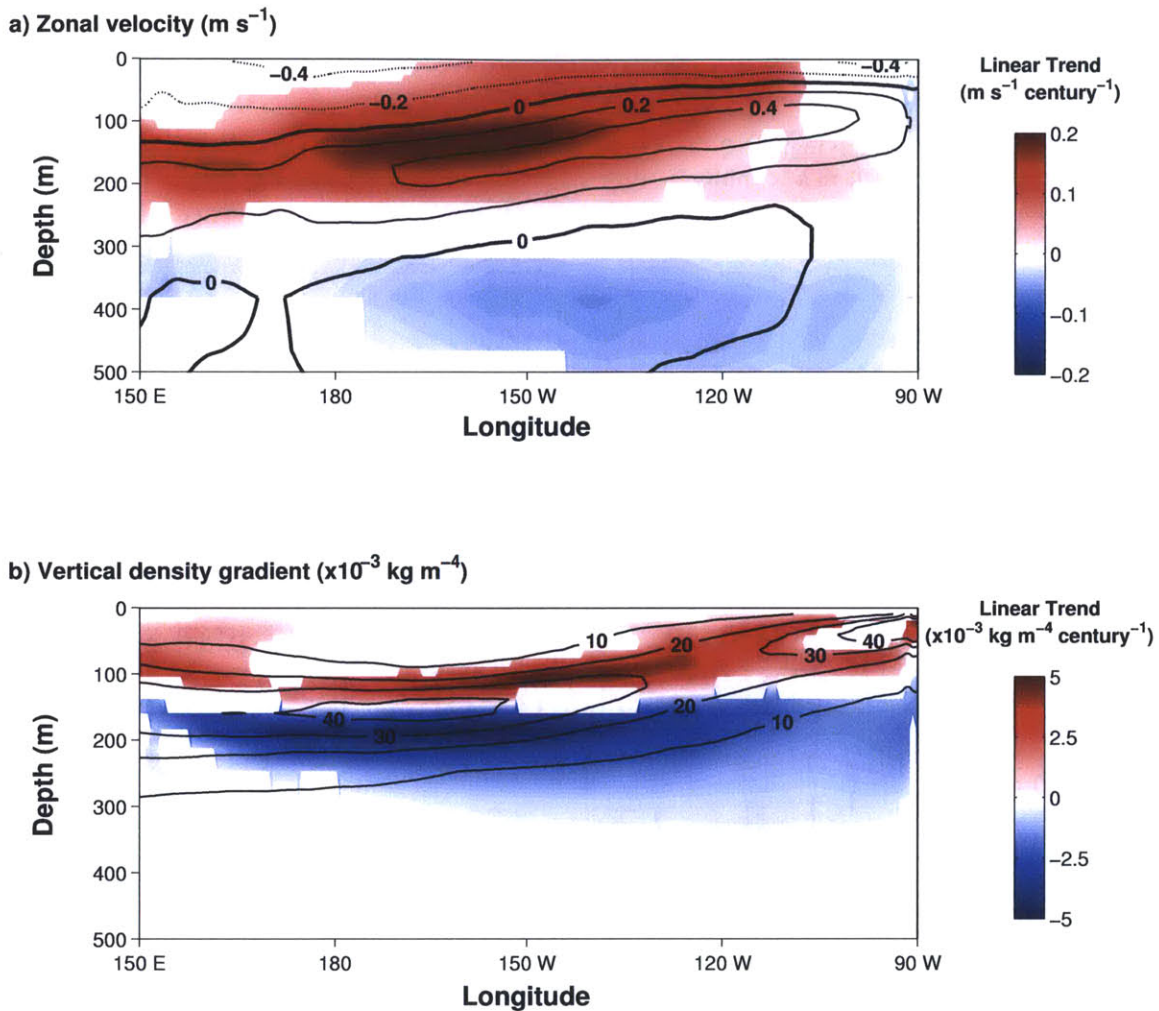 a) Zonal velocity (m s⁻¹)
Linear Trend
(m s⁻¹ century⁻¹)
0
100
200
300
400
500
Depth (m)
−0.4
−0.4
−0.2
0
0.2
0.4
0
0
0.2
0.1
0
−0.1
−0.2
150 E
180
150 W
120 W
90 W
Longitude
b) Vertical density gradient (x10⁻³ kg m⁻⁴)
Linear Trend
(x10⁻³ kg m⁻⁴ century⁻¹)
0
100
200
300
400
500
Depth (m)
10
20
40
30
40
20
30
10
5
2.5
0
−2.5
−5
150 E
180
150 W
120 W
90 W
Longitude